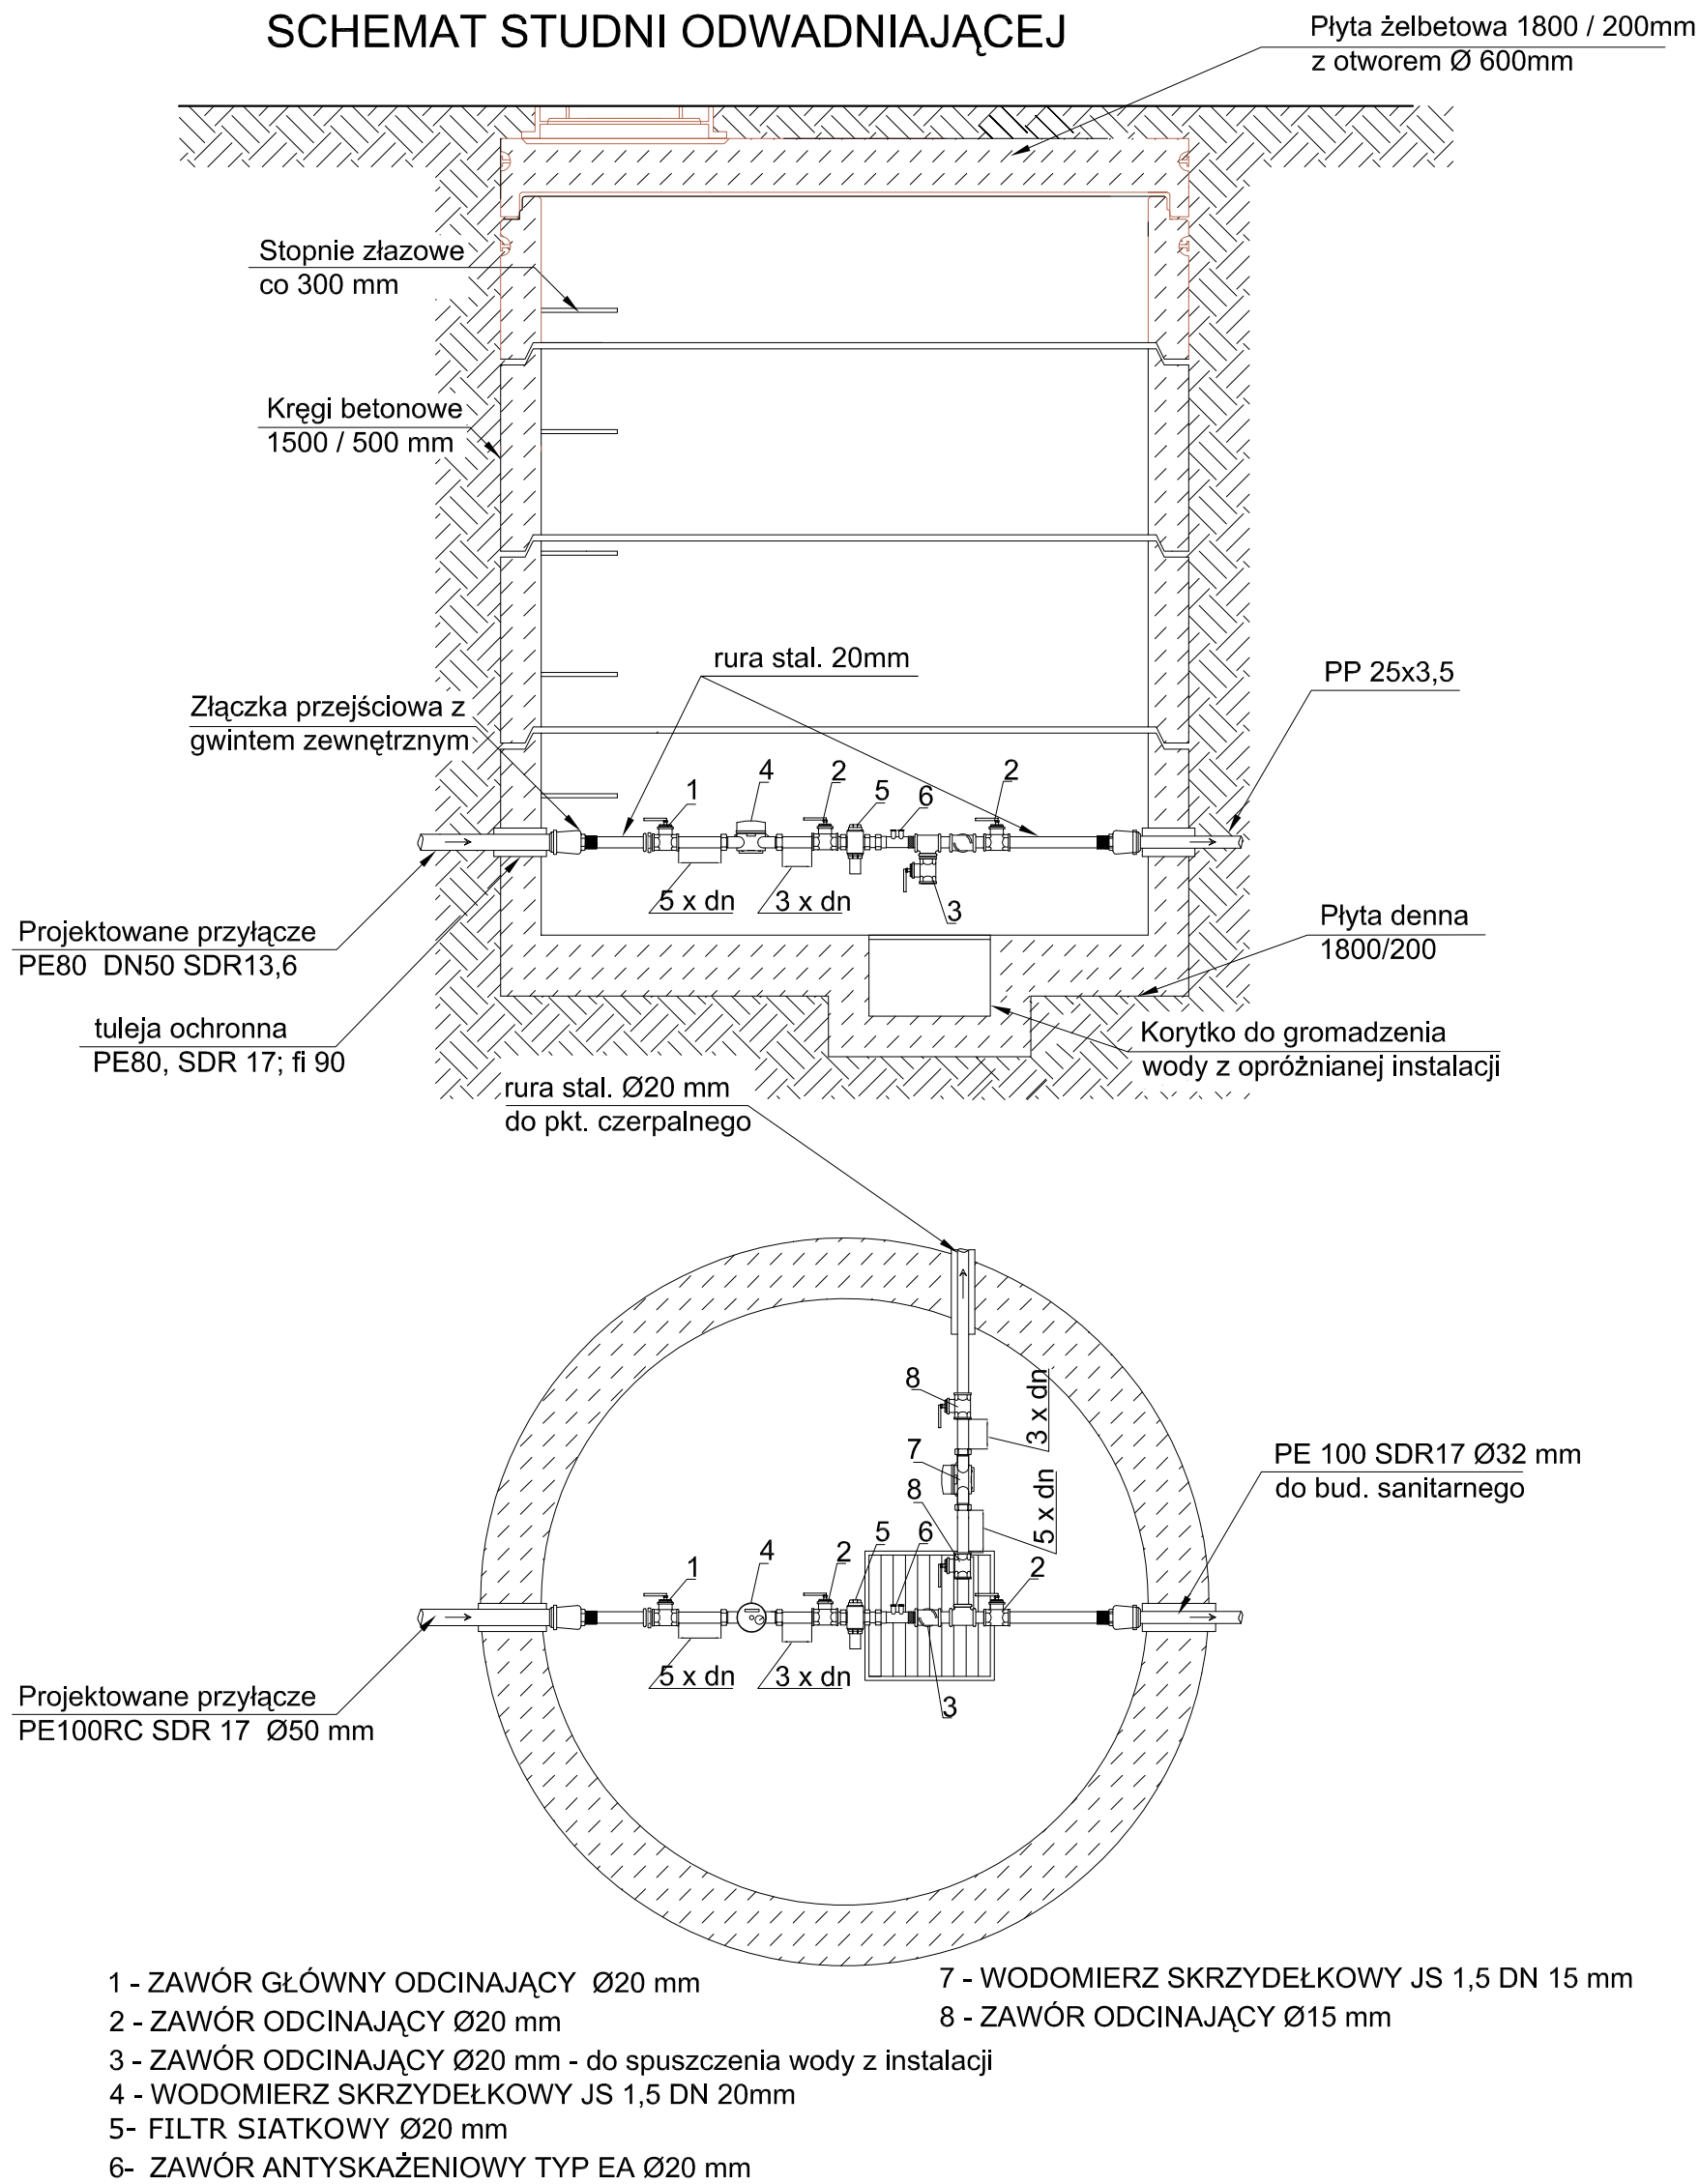 SCHEMAT STUDNI ODWADNIAJĄCEJ
Płyta żelbetowa 1800 / 200mm
z otworem Ø 600mm
Stopnie złazowe
co 300 mm
Kręgi betonowe
1500 / 500 mm
rura stal. 20mm
PP 25x3,5
Złączka przejściowa z
gwintem zewnętrznym
1
4
2
5
6
2
5 x dn
3 x dn
3
Projektowane przyłącze
PE80 DN50 SDR13,6
Płyta denna
1800/200
tuleja ochronna
PE80, SDR 17; fi 90
Korytko do gromadzenia
wody z opróżnianej instalacji
rura stal. Ø20 mm
do pkt. czerpalnego
8
3 x dn
7
PE 100 SDR17 Ø32 mm
do bud. sanitarnego
8
5 x dn
1
4
2
5
6
2
5 x dn
3 x dn
3
Projektowane przyłącze
PE100RC SDR 17 Ø50 mm
1 - ZAWÓR GŁÓWNY ODCINAJĄCY Ø20 mm
2 - ZAWÓR ODCINAJĄCY Ø20 mm
3 - ZAWÓR ODCINAJĄCY Ø20 mm - do spuszczenia wody z instalacji
4 - WODOMIERZ SKRZYDEŁKOWY JS 1,5 DN 20mm
5- FILTR SIATKOWY Ø20 mm
6- ZAWÓR ANTYSKAŻENIOWY TYP EA Ø20 mm
7 - WODOMIERZ SKRZYDEŁKOWY JS 1,5 DN 15 mm
8 - ZAWÓR ODCINAJĄCY Ø15 mm